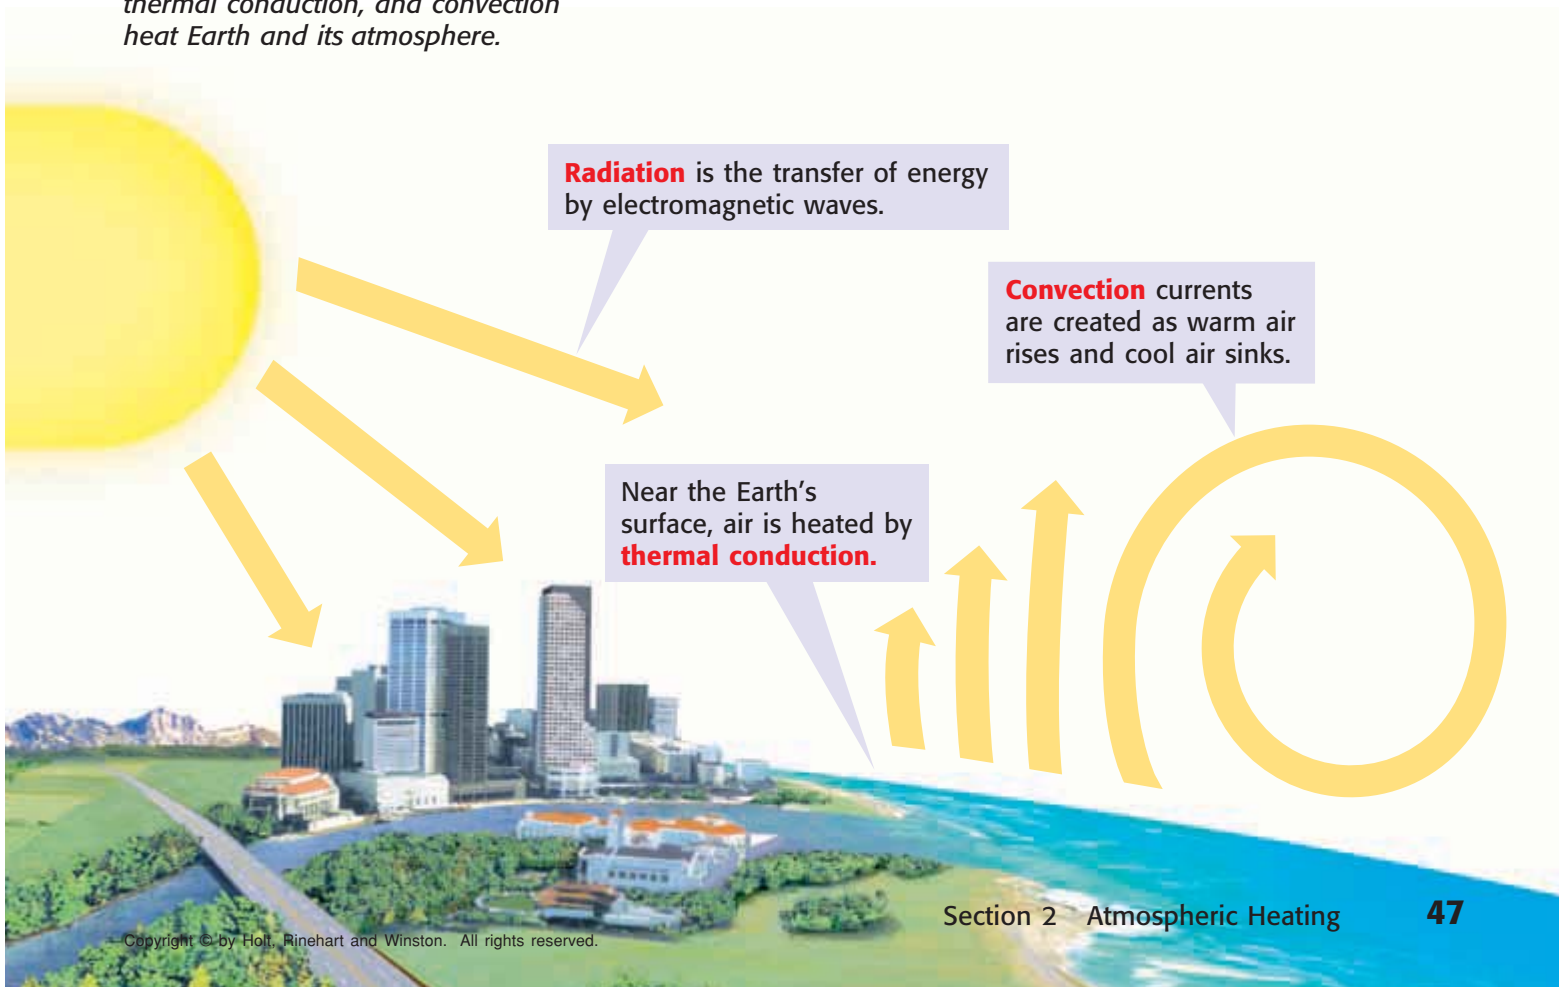 thermal conduction, and convection
heat Earth and its atmosphere.
Radiation is the transfer of energy
by electromagnetic waves.
Convection currents
are created as warm air
rises and cool air sinks.
Near the Earth’s
surface, air is heated by
thermal conduction.
Section 2 Atmospheric Heating 47
Copyright © by Holt, Rinehart and Winston. All rights reserved.